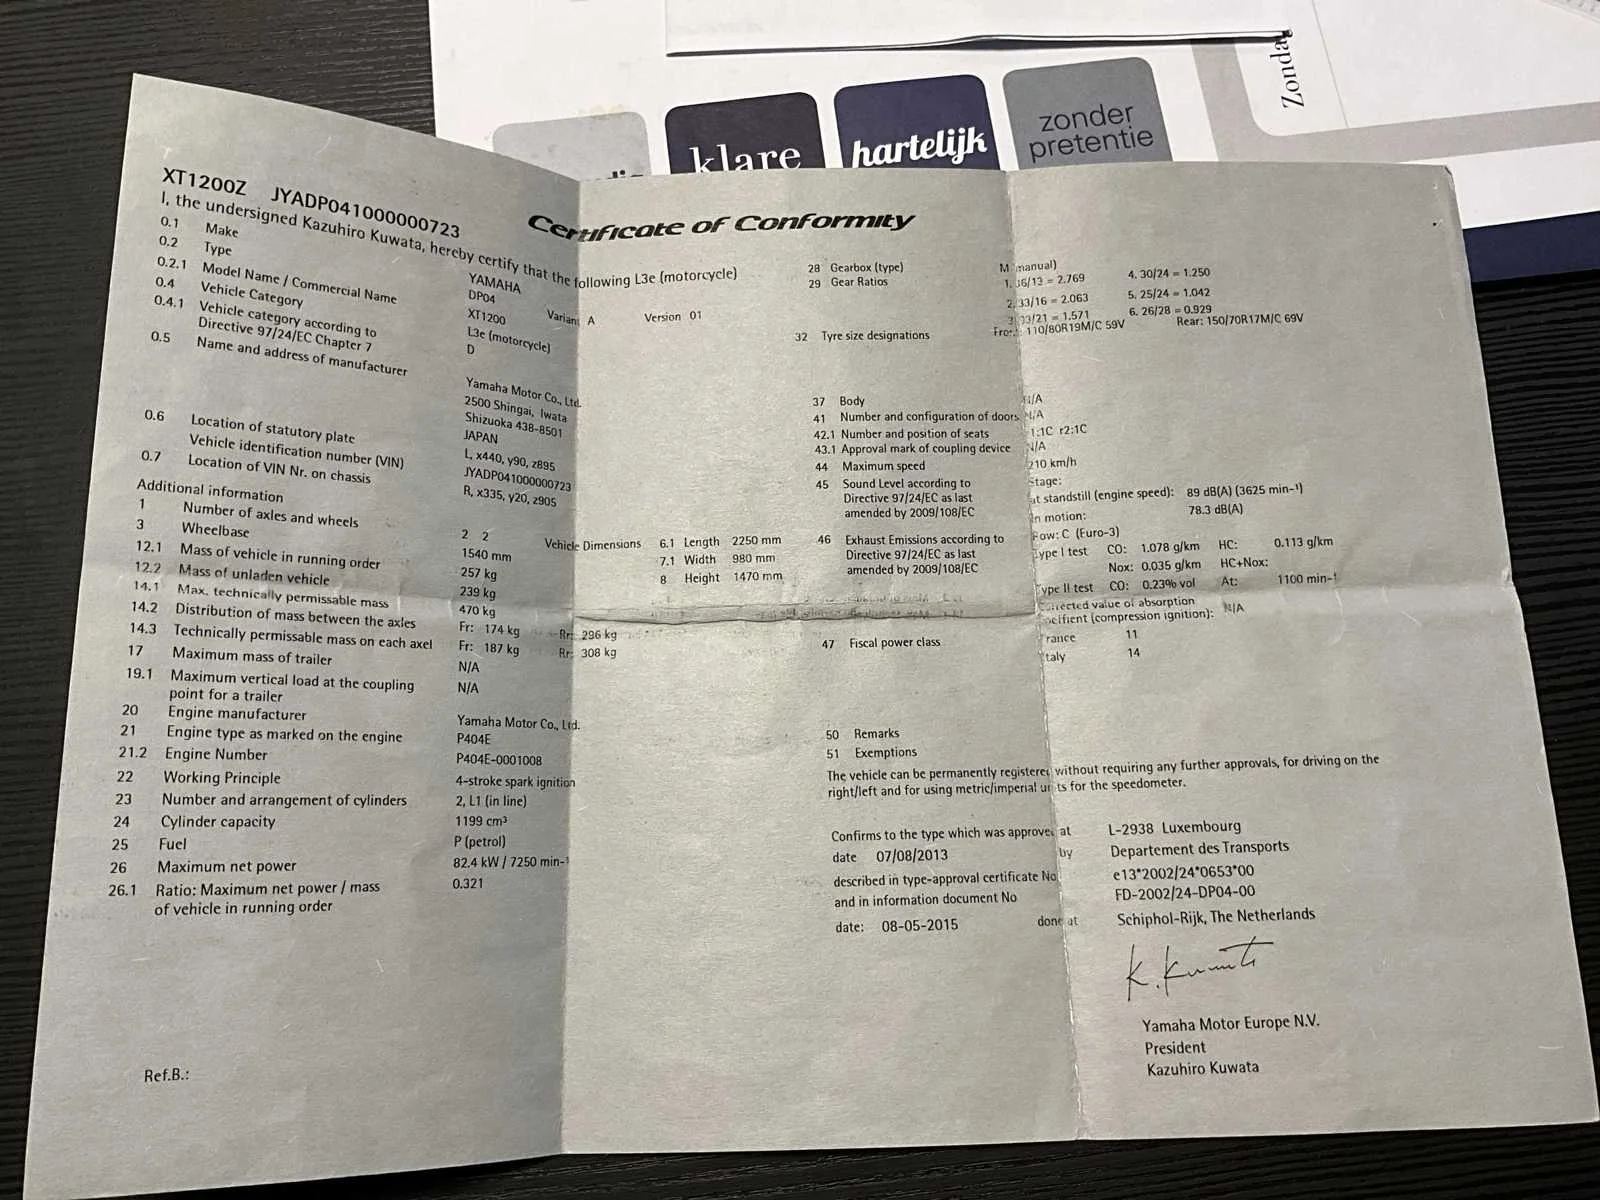 Zondag
klare
hartelijk
zonder
pretentie
XT1200Z JYADP041000000723
Certificate of Conformity
I, the undersigned Kazuhiro Kuwata, hereby certify that the following L3e (motorcycle)
0.1 Make YAMAHA
0.2 Type DP04 Variant A Version 01
0.2.1 Model Name / Commercial Name XT1200
0.4 Vehicle Category L3e (motorcycle)
0.4.1 Vehicle category according to D
Directive 97/24/EC Chapter 7
0.5 Name and address of manufacturer Yamaha Motor Co., Ltd.
2500 Shingai, Iwata
Shizuoka 438-8501
JAPAN
0.6 Location of statutory plate L, x440, y90, z895
Vehicle identification number (VIN) JYADP041000000723
0.7 Location of VIN Nr. on chassis R, x335, y20, z905
Additional information
1 Number of axles and wheels 2 2
3 Wheelbase 1540 mm
Vehicle Dimensions 6.1 Length 2250 mm
7.1 Width 980 mm
8 Height 1470 mm
12.1 Mass of vehicle in running order 257 kg
12.2 Mass of unladen vehicle 239 kg
14.1 Max. technically permissable mass 470 kg
14.2 Distribution of mass between the axles Fr: 174 kg Rr: 296 kg
14.3 Technically permissable mass on each axel Fr: 187 kg Rr: 308 kg
17 Maximum mass of trailer N/A
19.1 Maximum vertical load at the coupling N/A
point for a trailer
20 Engine manufacturer Yamaha Motor Co., Ltd.
21 Engine type as marked on the engine P404E
21.2 Engine Number P404E-0001008
22 Working Principle 4-stroke spark ignition
23 Number and arrangement of cylinders 2, L1 (in line)
24 Cylinder capacity 1199 cm³
25 Fuel P (petrol)
26 Maximum net power 82.4 kW / 7250 min-¹
26.1 Ratio: Maximum net power / mass 0.321
of vehicle in running order
Ref.B.:
28 Gearbox (type) M (manual)
29 Gear Ratios 1. 36/13 = 2.769 4. 30/24 = 1.250
2. 33/16 = 2.063 5. 25/24 = 1.042
3. 33/21 = 1.571 6. 26/28 = 0.929
32 Tyre size designations Front: 110/80R19M/C 59V Rear: 150/70R17M/C 69V
37 Body N/A
41 Number and configuration of doors N/A
42.1 Number and position of seats r1:1C r2:1C
43.1 Approval mark of coupling device N/A
44 Maximum speed 210 km/h
45 Sound Level according to Stage:
Directive 97/24/EC as last at standstill (engine speed): 89 dB(A) (3625 min-¹)
amended by 2009/108/EC in motion: 78.3 dB(A)
46 Exhaust Emissions according to Row: C (Euro-3)
Directive 97/24/EC as last Type I test CO: 1.078 g/km HC: 0.113 g/km
amended by 2009/108/EC Nox: 0.035 g/km HC+Nox:
Type II test CO: 0.23% vol At: 1100 min-¹
Corrected value of absorption
(compression ignition): N/A
47 Fiscal power class France 11
Italy 14
50 Remarks
51 Exemptions
The vehicle can be permanently registered without requiring any further approvals, for driving on the
right/left and for using metric/imperial units for the speedometer.
Confirms to the type which was approved at L-2938 Luxembourg
date 07/08/2013 by Departement des Transports
described in type-approval certificate No e13*2002/24*0653*00
and in information document No FD-2002/24-DP04-00
date: 08-05-2015 done at Schiphol-Rijk, The Netherlands
K. Kuwata
Yamaha Motor Europe N.V.
President
Kazuhiro Kuwata